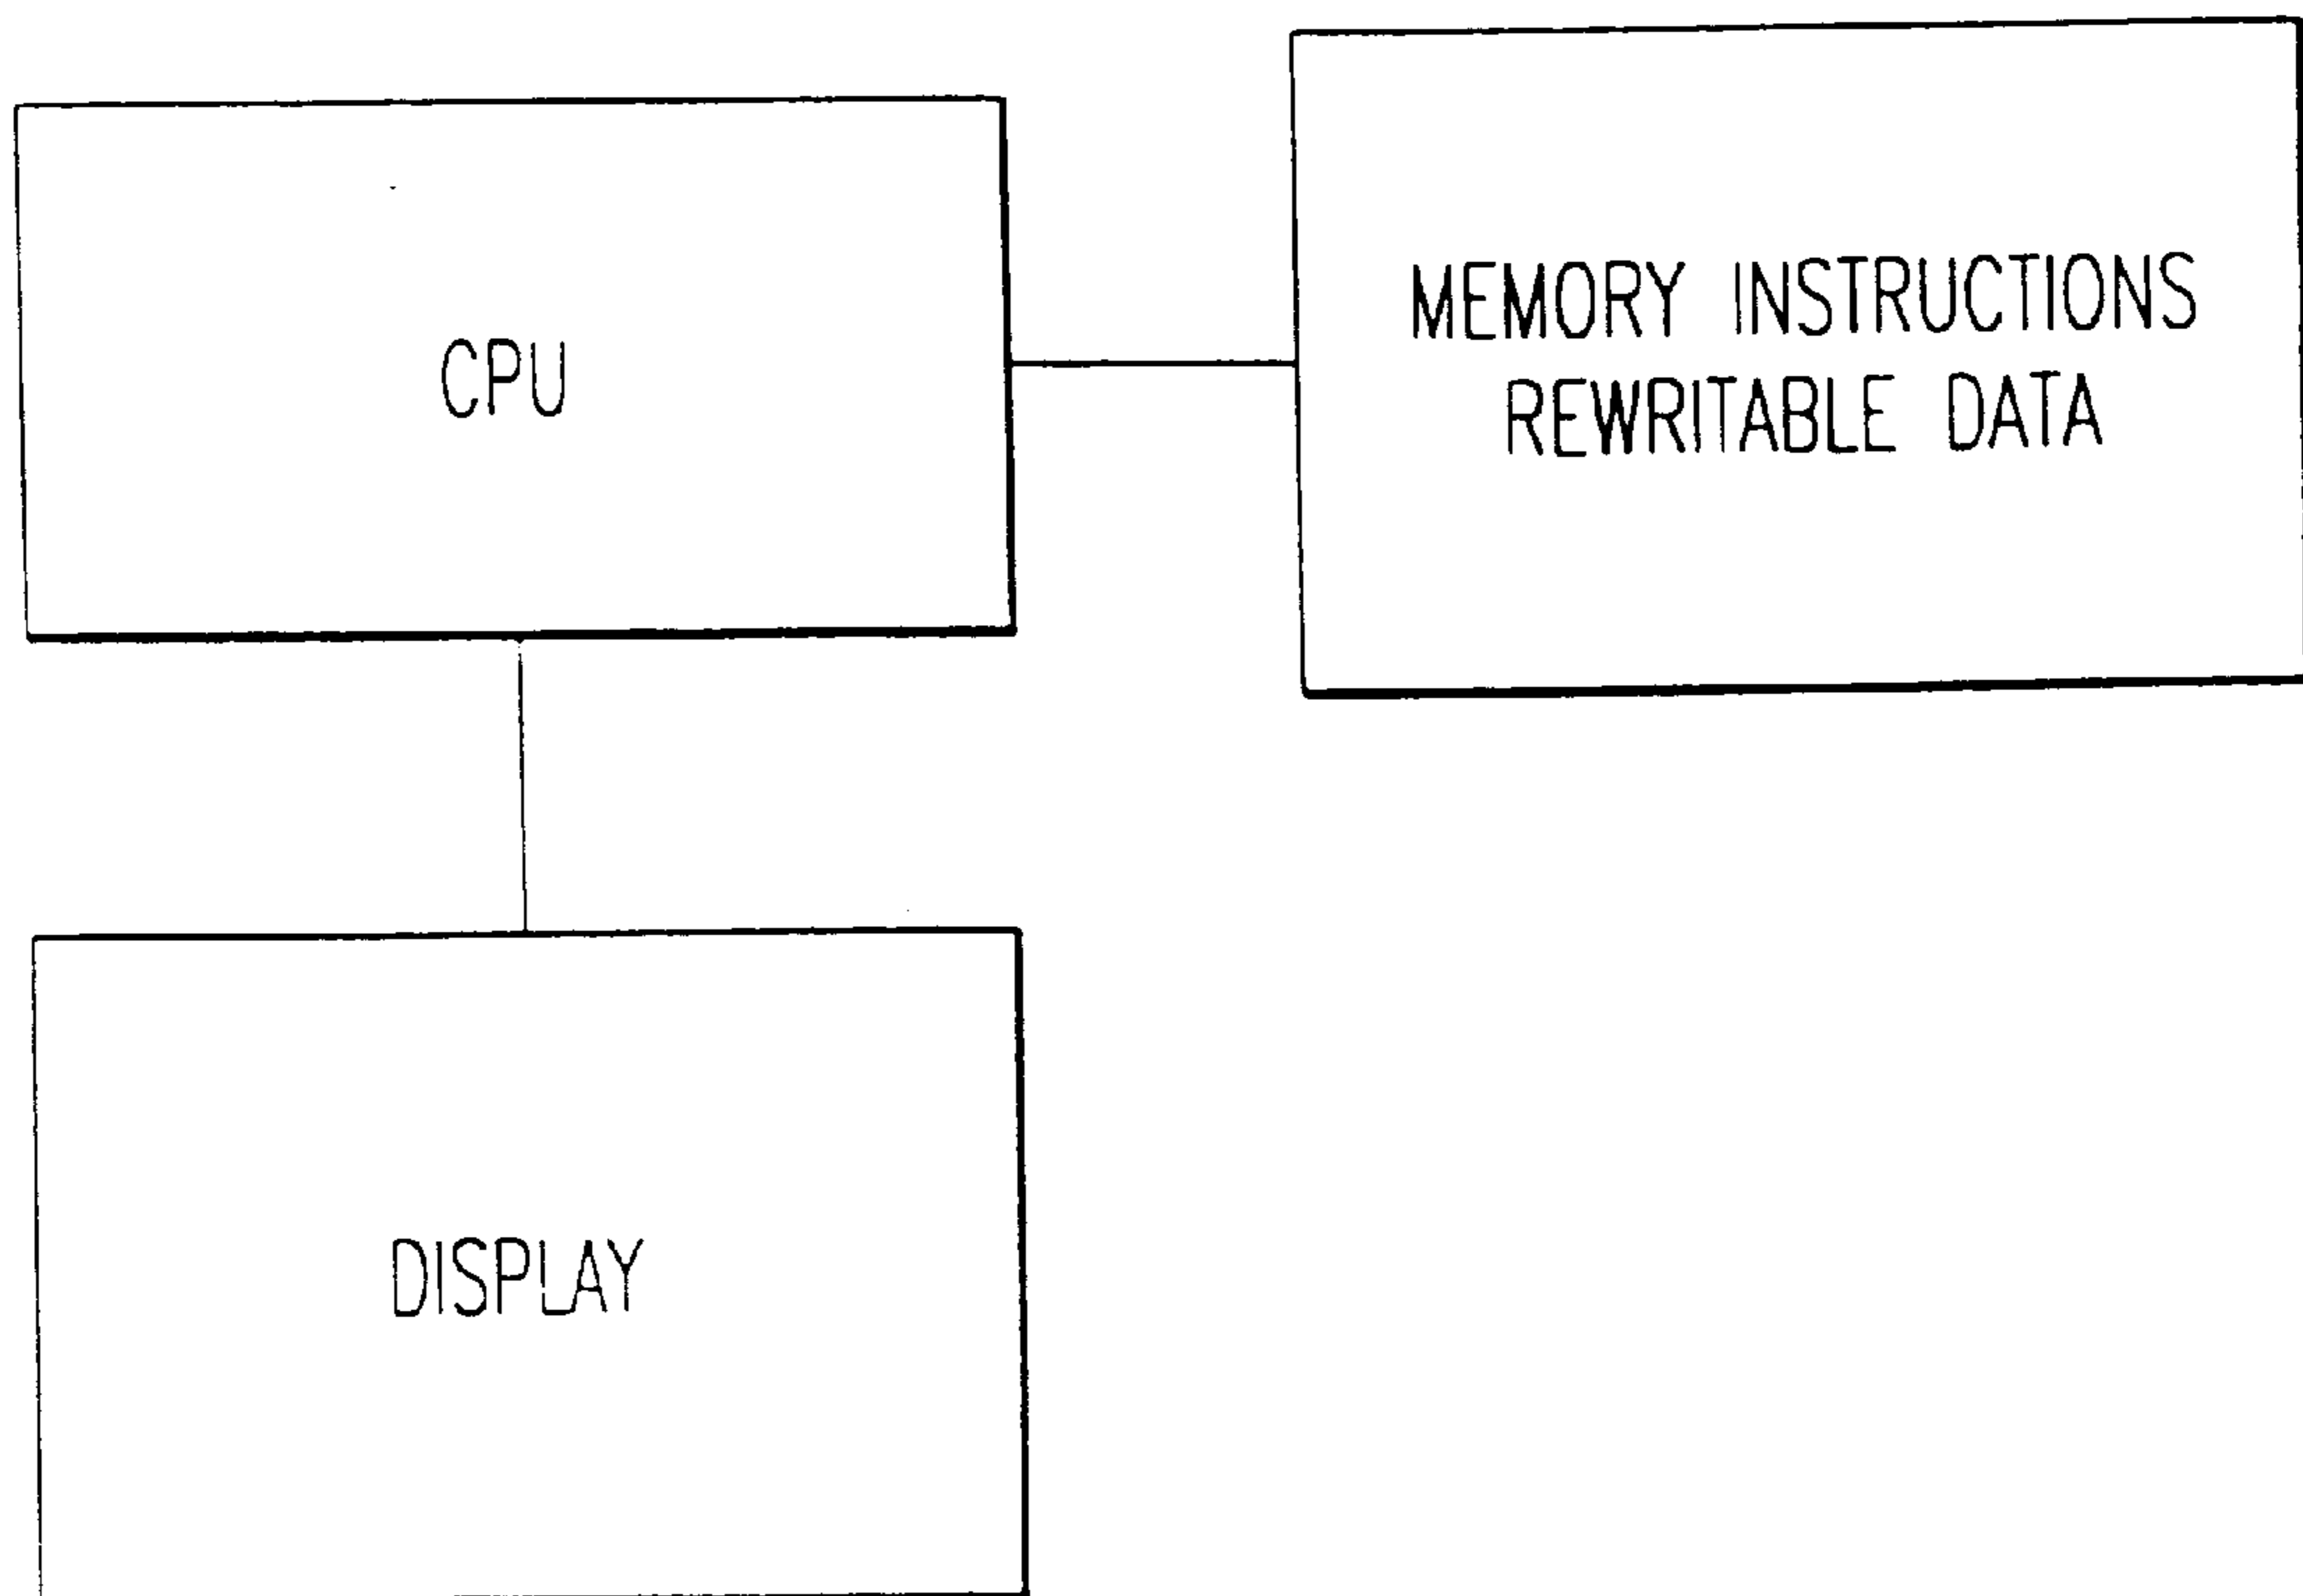 CPU
MEMORY INSTRUCTIONS
REWRITABLE DATA
DISPLAY